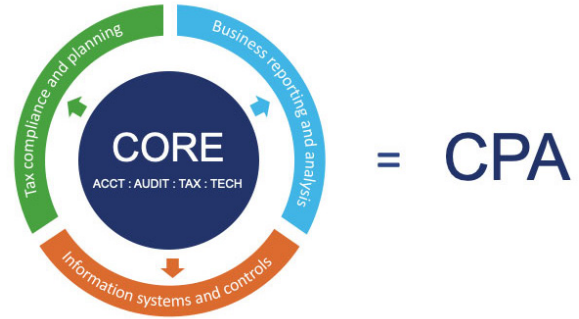 Tax compliance and planning
Business reporting and analysis
CORE
ACCT : AUDIT : TAX : TECH
Information systems and controls
= CPA